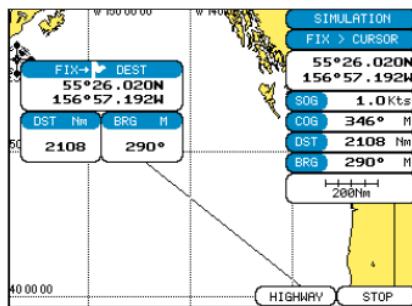 W 150 00 00
W 140
SIMULATION
FIX > CURSOR
55°26.020N
156°57.192W
SOG 1.0Kts
COG 346° M
DST 2108 Nm
BRG 290° M
200Nm
FIX→ DEST
55°26.020N
156°57.192W
DST Nm BRG M
2108 290°
50
40 00 00
HIGHWAY STOP